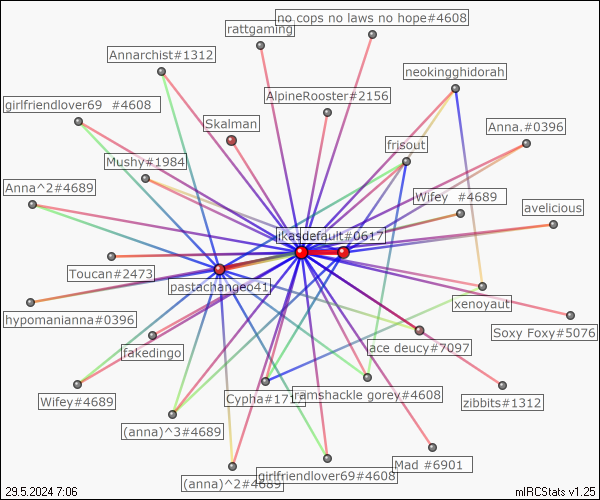 no cops no laws no hope#4608
rattgaming
Annarchist#1312
neokingghidorah
girlfriendlover69 #4608
AlpineRooster#2156
Skalman
Anna.#0396
frisout
Mushy#1984
Anna^2#4689
Wifey #4689
avelicious
ikasdefault#0617
Toucan#2473
pastachangeo41
xenoyaut
hypomanianna#0396
Soxy Foxy#5076
fakedingo
ace deucy#7097
Wifey#4689
Cypha#171
ramshackle gorey#4608
zibbits#1312
(anna)^3#4689
Mad #6901
girlfriendlover69#4608
(anna)^2#4689
29.5.2024 7:06
mIRCStats v1.25